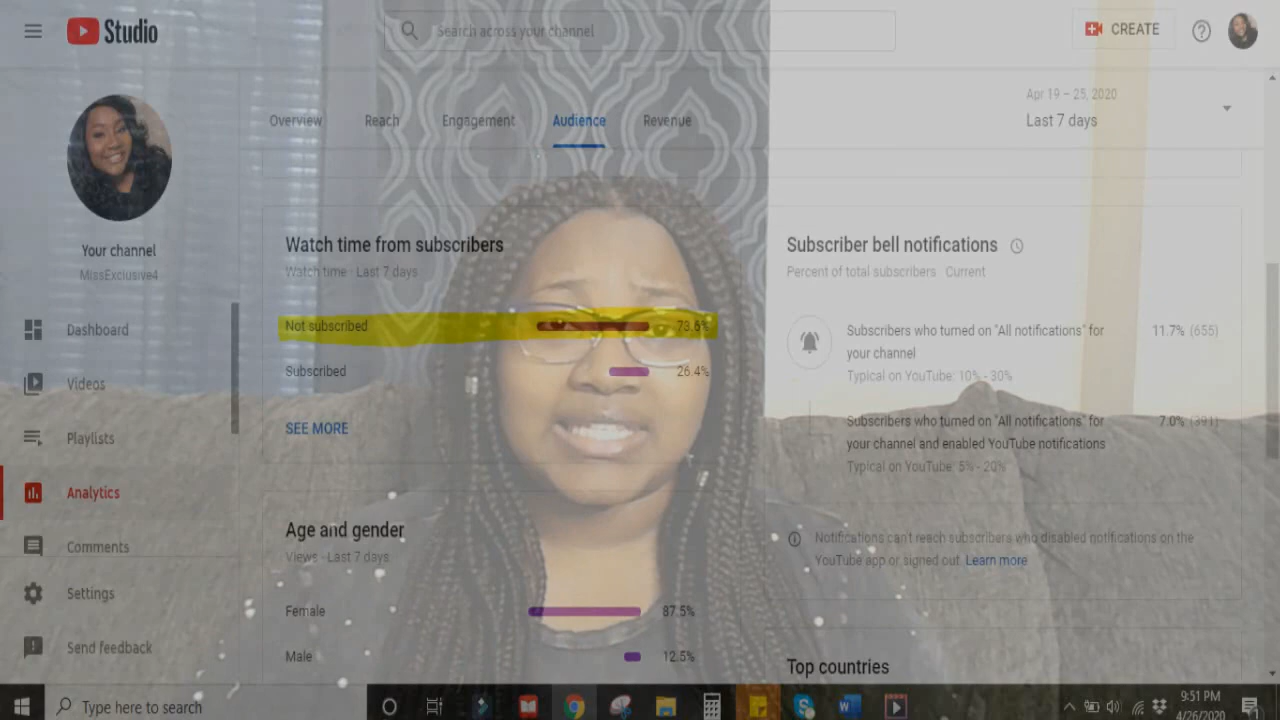 Studio
Search across your channel
CREATE
Apr 19 – 25, 2020
Last 7 days
Overview
Reach
Engagement
Audience
Revenue
Your channel
MissExclusive4
Dashboard
Videos
Playlists
Analytics
Comments
Settings
Send feedback
Watch time from subscribers
Watch time · Last 7 days
Not subscribed 73.6%
Subscribed 26.4%
SEE MORE
Age and gender
Views · Last 7 days
Female 87.5%
Male 12.5%
Subscriber bell notifications
Percent of total subscribers · Current
Subscribers who turned on "All notifications" for 11.7% (655)
your channel
Typical on YouTube: 10% - 30%
Subscribers who turned on "All notifications" for 7.0% (391)
your channel and enabled YouTube notifications
Typical on YouTube: 5% - 20%
Notifications can't reach subscribers who disabled notifications on the
YouTube app or signed out. Learn more
Top countries
Type here to search
9:51 PM
4/26/2020